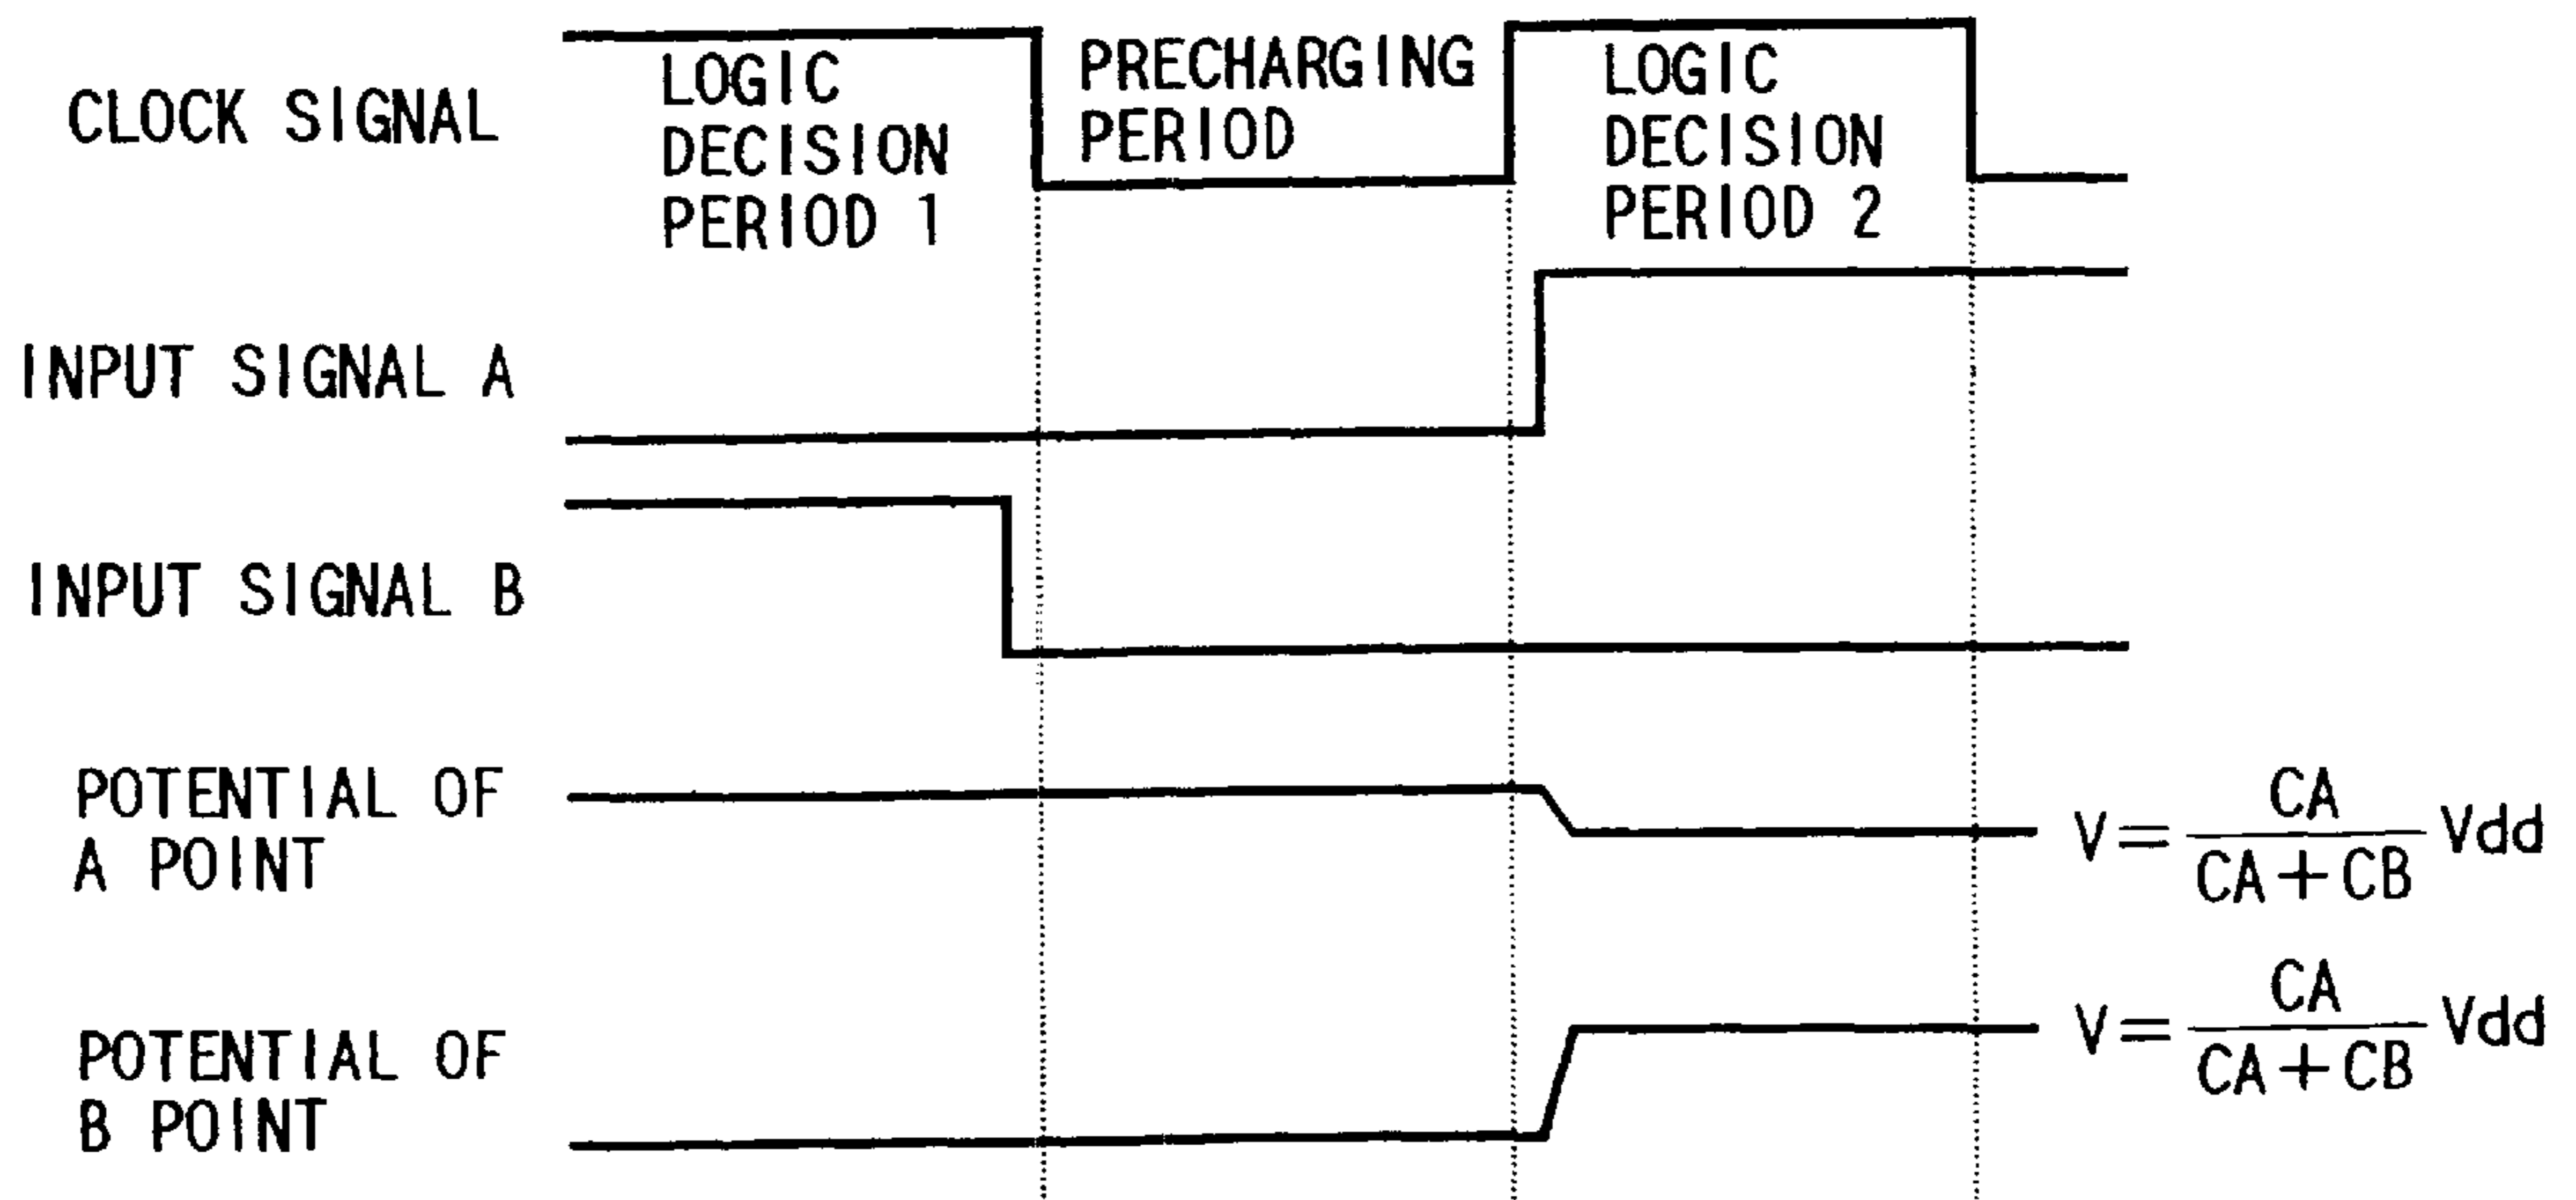 CLOCK SIGNAL
LOGIC
DECISION
PERIOD 1
PRECHARGING
PERIOD
LOGIC
DECISION
PERIOD 2
INPUT SIGNAL A
INPUT SIGNAL B
POTENTIAL OF
A POINT
V=CA/CA+CB Vdd
POTENTIAL OF
B POINT
V=CA/CA+CB Vdd